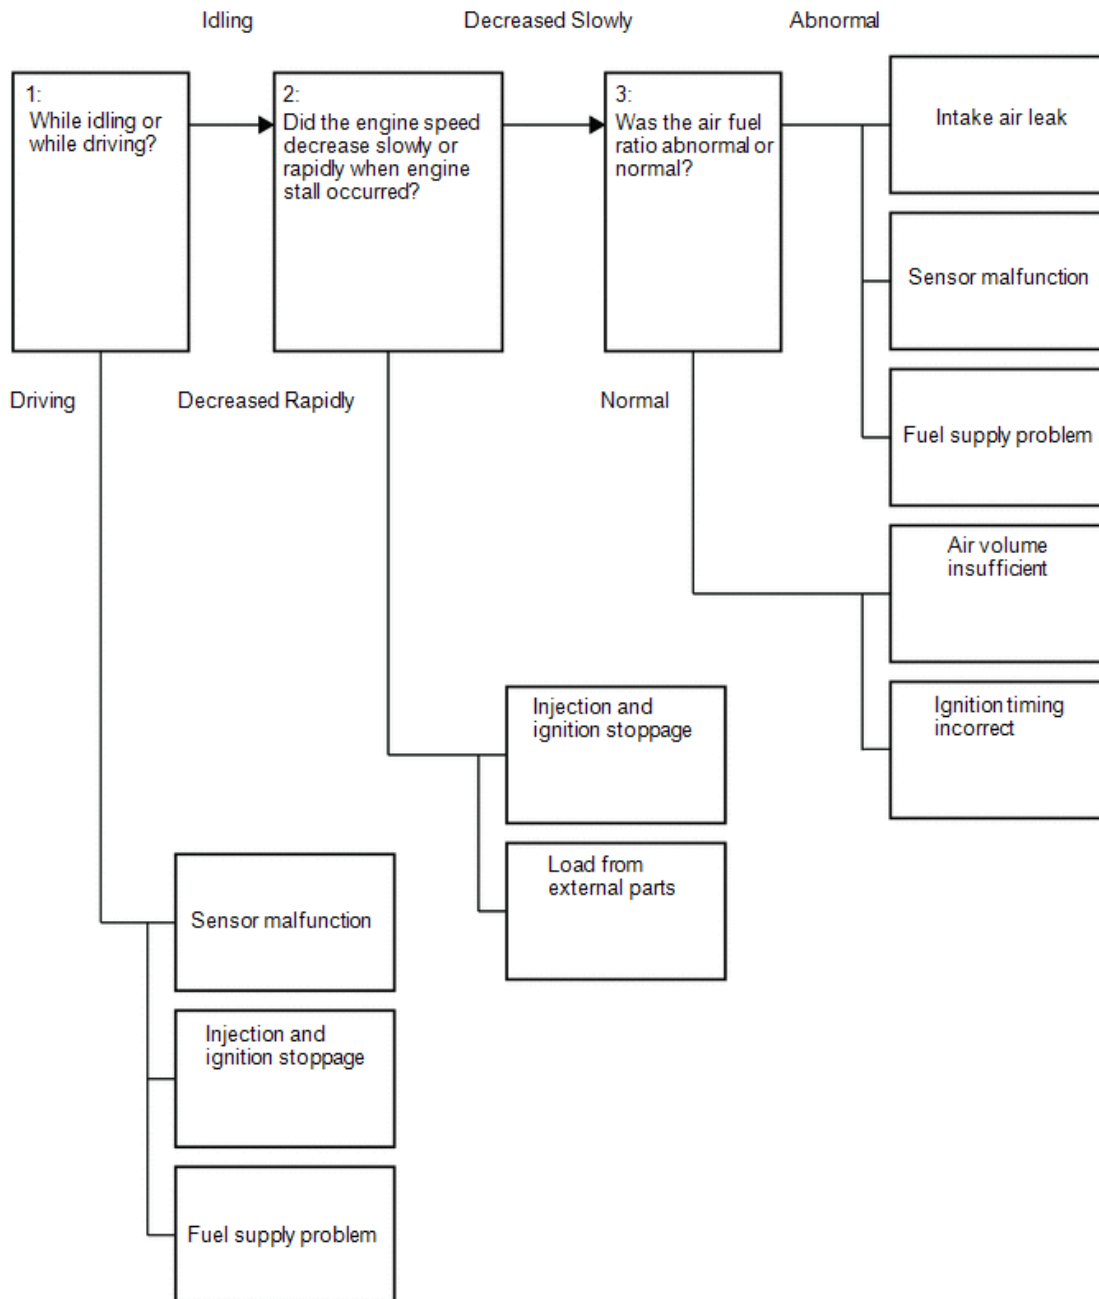 Idling
Decreased Slowly
Abnormal
1:
While idling or
while driving?
2:
Did the engine speed
decrease slowly or
rapidly when engine
stall occurred?
3:
Was the air fuel
ratio abnormal or
normal?
Intake air leak
Sensor malfunction
Fuel supply problem
Driving
Decreased Rapidly
Normal
Air volume
insufficient
Ignition timing
incorrect
Injection and
ignition stoppage
Load from
external parts
Sensor malfunction
Injection and
ignition stoppage
Fuel supply problem